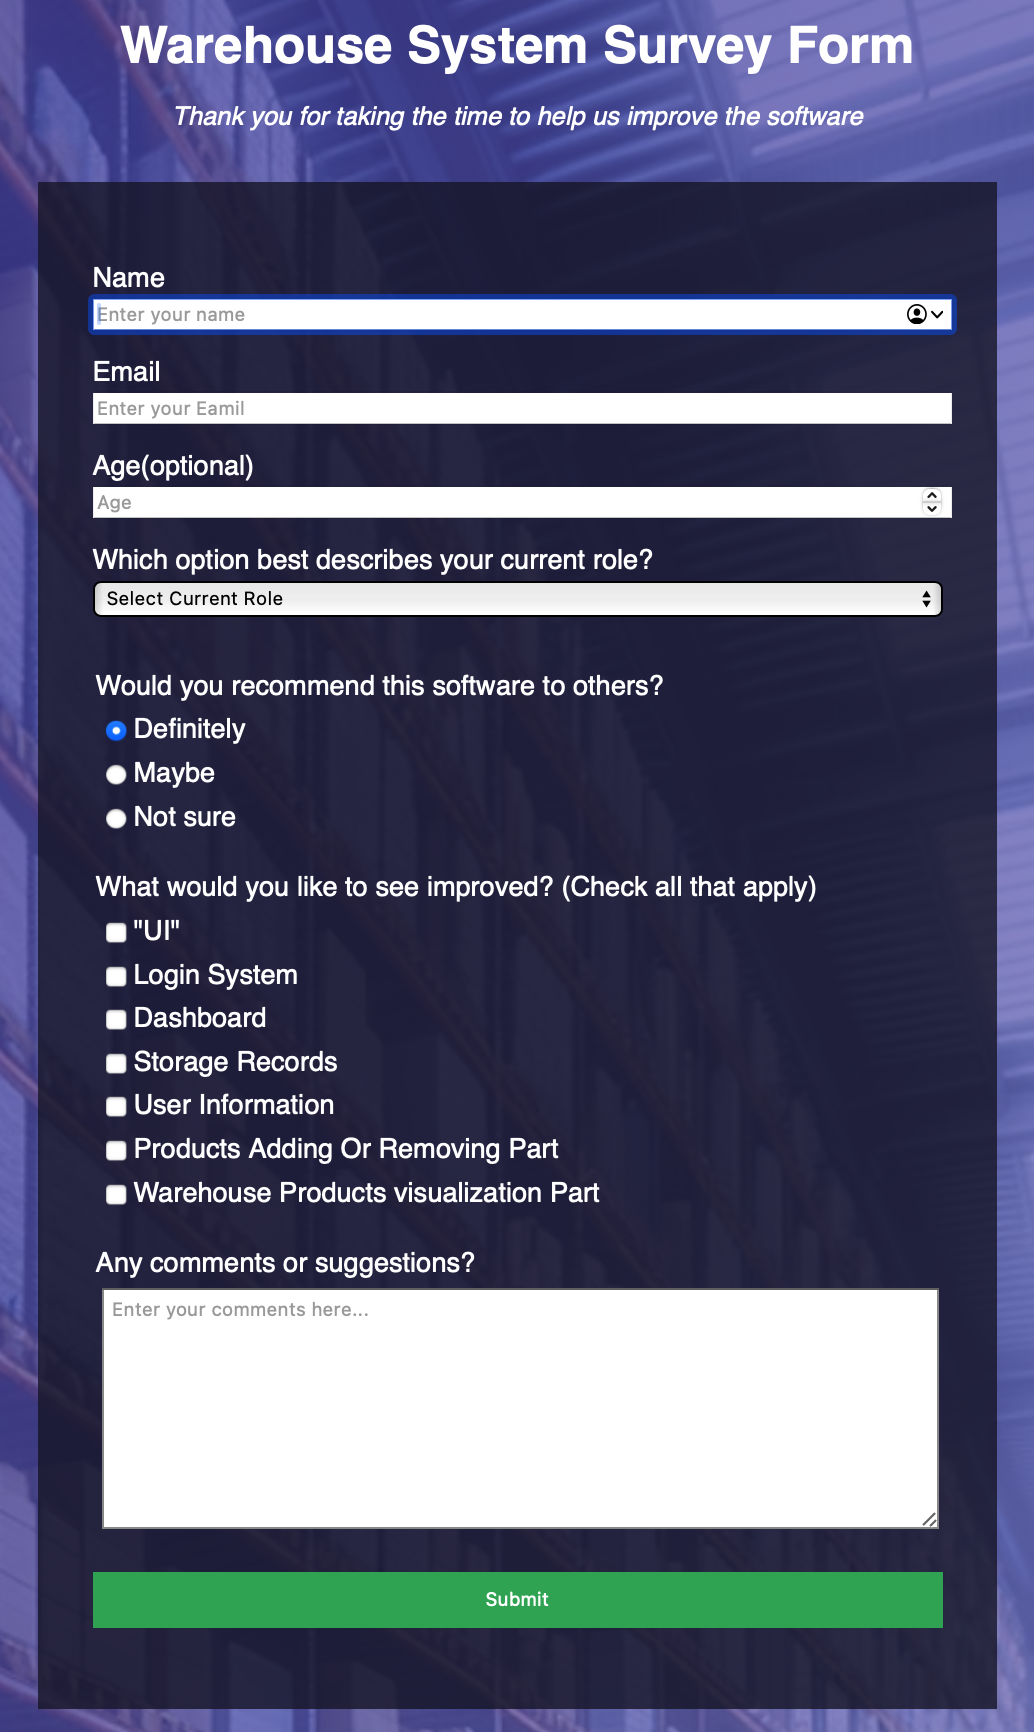 Warehouse System Survey Form
Thank you for taking the time to help us improve the software
Name
Enter your name
Email
Enter your Eamil
Age(optional)
Age
Which option best describes your current role?
Select Current Role
Would you recommend this software to others?
Definitely
Maybe
Not sure
What would you like to see improved? (Check all that apply)
"UI"
Login System
Dashboard
Storage Records
User Information
Products Adding Or Removing Part
Warehouse Products visualization Part
Any comments or suggestions?
Enter your comments here...
Submit